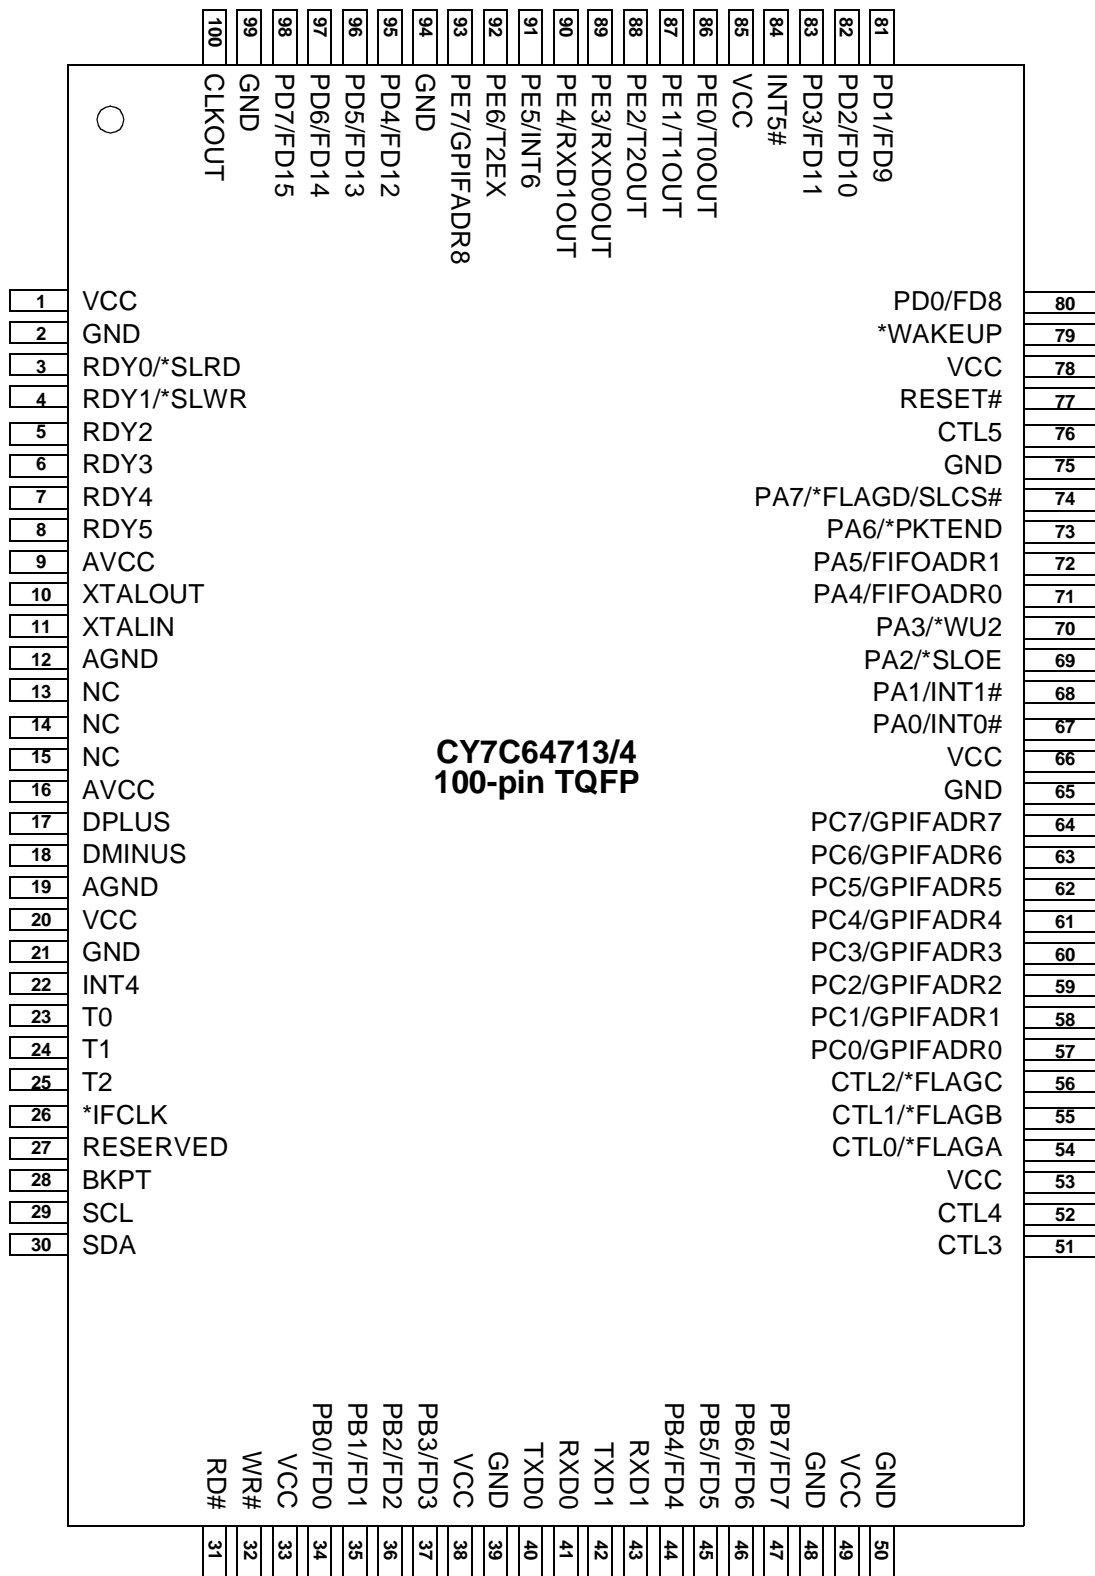 100 99 98 97 96 95 94 93 92 91 90 89 88 87 86 85 84 83 82 81
CLKOUT
GND
PD7/FD15
PD6/FD14
PD5/FD13
PD4/FD12
GND
PE7/GPIFADR8
PE6/T2EX
PE5/INT6
PE4/RXD1OUT
PE3/RXD0OUT
PE2/T2OUT
PE1/T1OUT
PE0/T0OUT
VCC
INT5#
PD3/FD11
PD2/FD10
PD1/FD9
1 VCC
2 GND
3 RDY0/*SLRD
4 RDY1/*SLWR
5 RDY2
6 RDY3
7 RDY4
8 RDY5
9 AVCC
10 XTALOUT
11 XTALIN
12 AGND
13 NC
14 NC
15 NC
16 AVCC
17 DPLUS
18 DMINUS
19 AGND
20 VCC
21 GND
22 INT4
23 T0
24 T1
25 T2
26 *IFCLK
27 RESERVED
28 BKPT
29 SCL
30 SDA
CY7C64713/4
100-pin TQFP
PD0/FD8 80
*WAKEUP 79
VCC 78
RESET# 77
CTL5 76
GND 75
PA7/*FLAGD/SLCS# 74
PA6/*PKTEND 73
PA5/FIFOADR1 72
PA4/FIFOADR0 71
PA3/*WU2 70
PA2/*SLOE 69
PA1/INT1# 68
PA0/INT0# 67
VCC 66
GND 65
PC7/GPIFADR7 64
PC6/GPIFADR6 63
PC5/GPIFADR5 62
PC4/GPIFADR4 61
PC3/GPIFADR3 60
PC2/GPIFADR2 59
PC1/GPIFADR1 58
PC0/GPIFADR0 57
CTL2/*FLAGC 56
CTL1/*FLAGB 55
CTL0/*FLAGA 54
VCC 53
CTL4 52
CTL3 51
RD#
WR#
VCC
PB0/FD0
PB1/FD1
PB2/FD2
PB3/FD3
VCC
GND
TXD0
RXD0
TXD1
RXD1
PB4/FD4
PB5/FD5
PB6/FD6
PB7/FD7
GND
VCC
GND
31 32 33 34 35 36 37 38 39 40 41 42 43 44 45 46 47 48 49 50